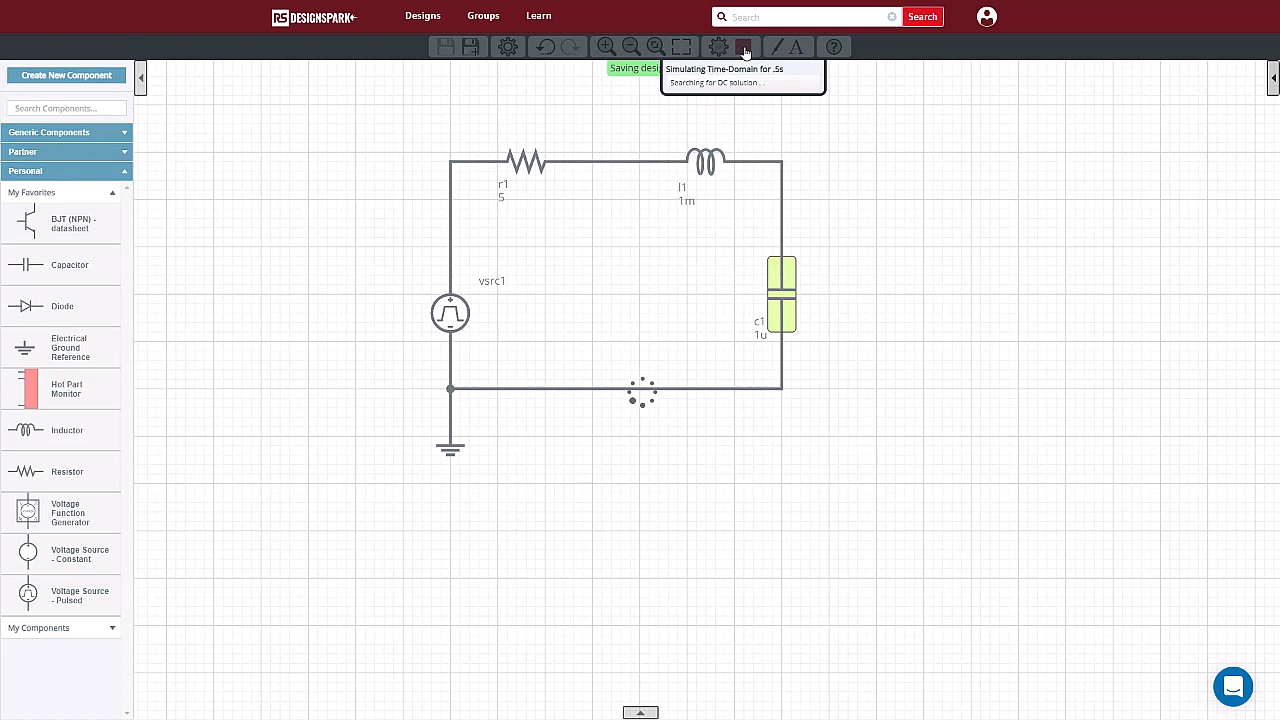 RS DESIGNSPARK+
Designs
Groups
Learn
Search
Search
Saving desi
Simulating Time-Domain for .5s
Searching for DC solution . .
Create New Component
Search Components...
Generic Components
Partner
Pesonal
My Favorites
BJT (NPN) -
datasheet
Capacitor
Diode
Electrical
Ground
Reference
Hot Part
Monitor
Inductor
Resistor
Voltage
Function
Generator
Voltage Source
- Constant
Voltage Source
- Pulsed
My Components
r1
5
l1
1m
vsrc1
c1
1u